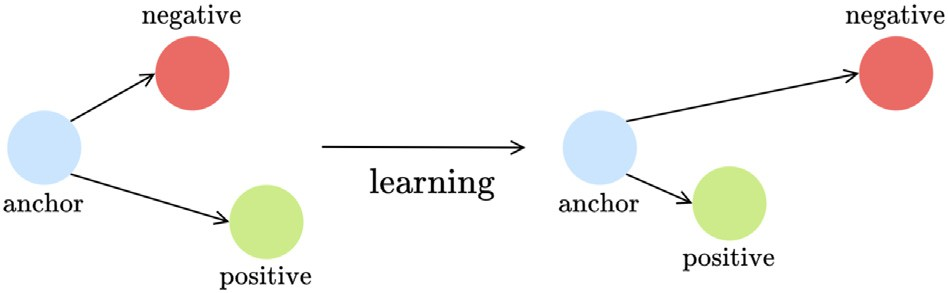 negative
anchor
positive
learning
negative
anchor
positive